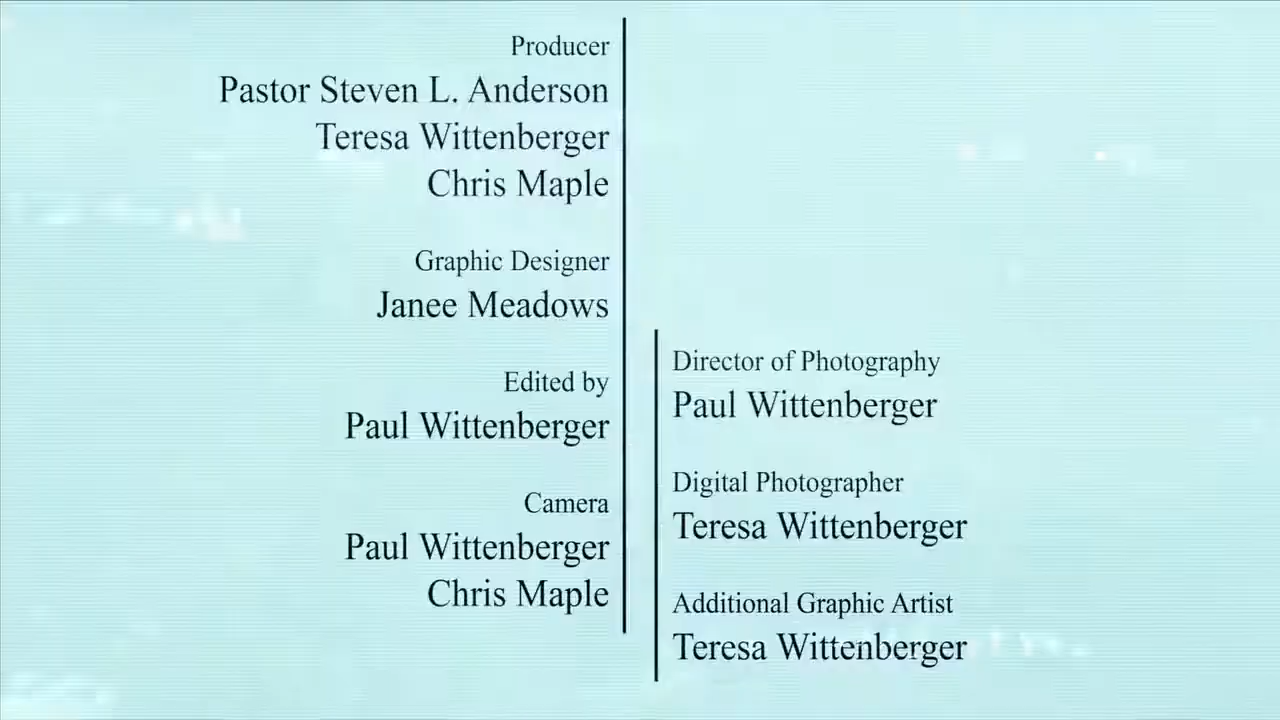 Producer
Pastor Steven L. Anderson
Teresa Wittenberger
Chris Maple
Graphic Designer
Janee Meadows
Edited by
Paul Wittenberger
Camera
Paul Wittenberger
Chris Maple
Director of Photography
Paul Wittenberger
Digital Photographer
Teresa Wittenberger
Additional Graphic Artist
Teresa Wittenberger